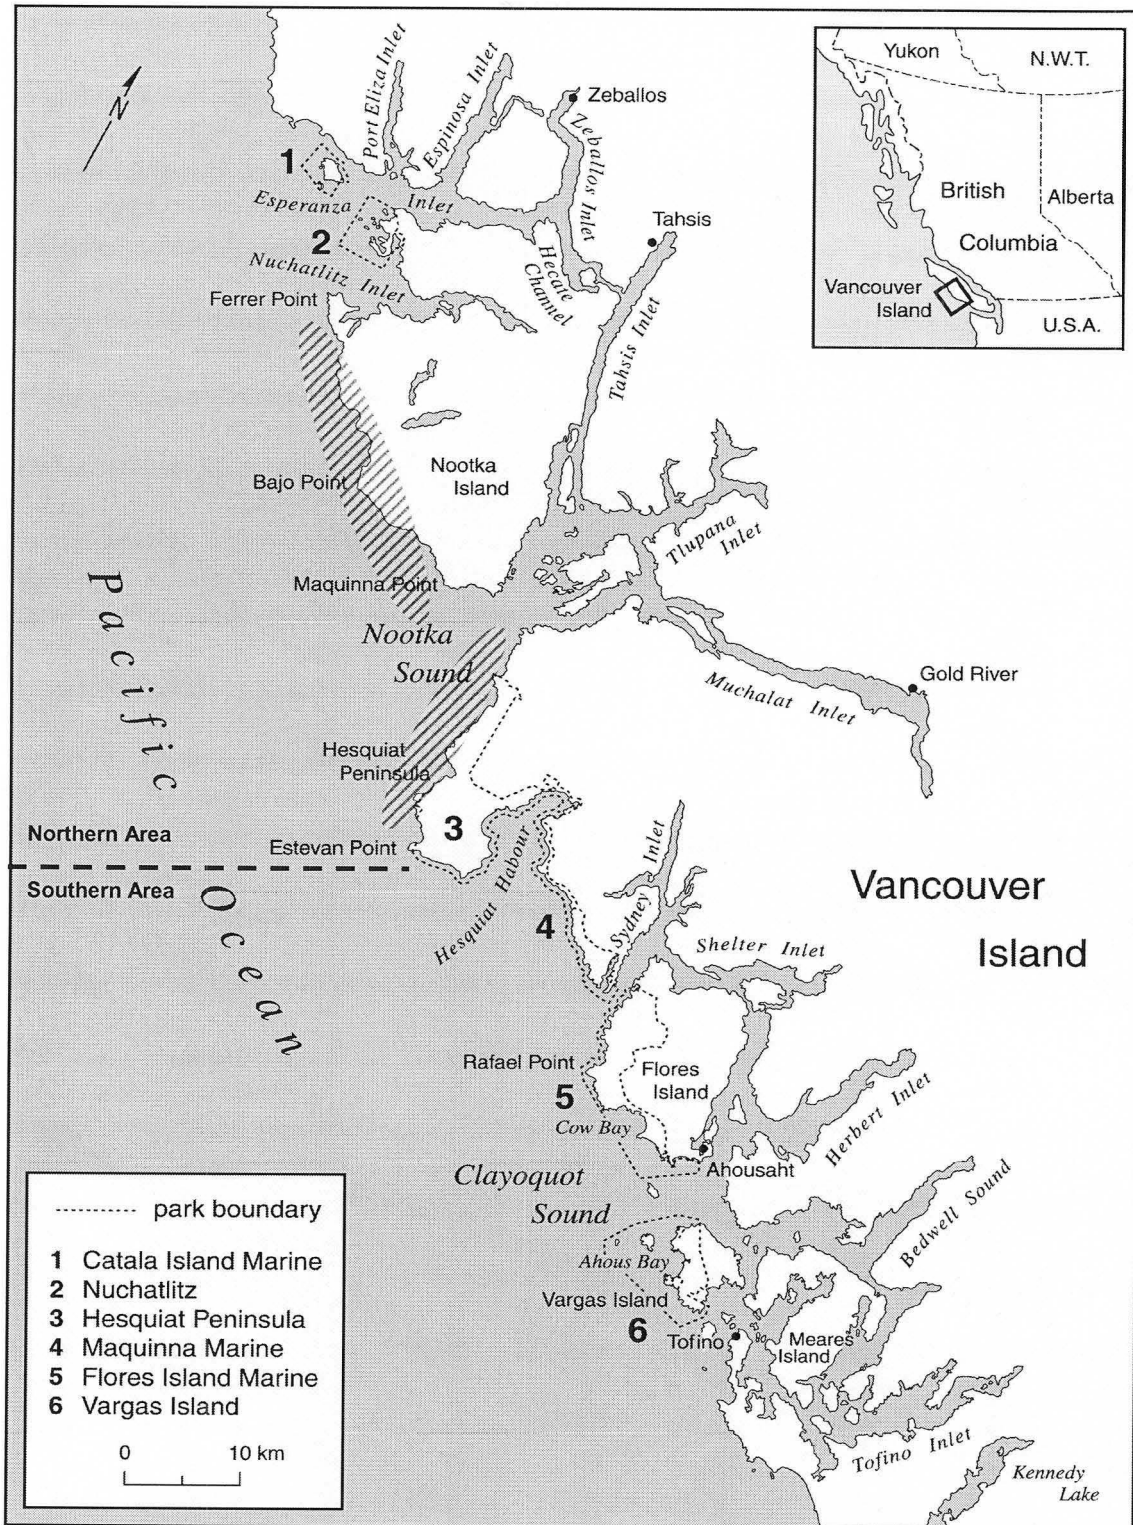 Port Eliza Inlet
Espinosa Inlet
Zeballos
Zeballos Inlet
N
1
Esperanza Inlet
2
Nuchatlitz Inlet
Hecate
Channel
Tahsis
Tahsis Inlet
Ferrer Point
Nootka
Island
Bajo Point
Tlupana
Inlet
Maquinna Point
Nootka
Sound
Gold River
Muchalat Inlet
Hesquiat
Peninsula
3
Estevan Point
Northern Area
Southern Area
Pacific
Ocean
Hesquiat Habour
4
Sydney Inlet
Shelter Inlet
Vancouver
Island
Rafael Point
5
Flores
Island
Cow Bay
Ahousaht
Herbert Inlet
Clayoquot
Sound
Bedwell Sound
Ahous Bay
Vargas Island
6
Tofino
Meares
Island
Tofino Inlet
Kennedy
Lake
Yukon
N.W.T.
British
Columbia
Alberta
Vancouver
Island
U.S.A.
park boundary
1 Catala Island Marine
2 Nuchatlitz
3 Hesquiat Peninsula
4 Maquinna Marine
5 Flores Island Marine
6 Vargas Island
0 10 km